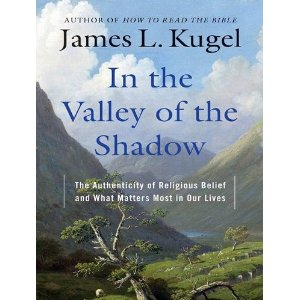 AUTHOR OF HOW TO READ THE BIBLE
James L. Kugel
In the
Valley of the
Shadow
The Authenticity of Religious Belief
and What Matters Most in Our Lives